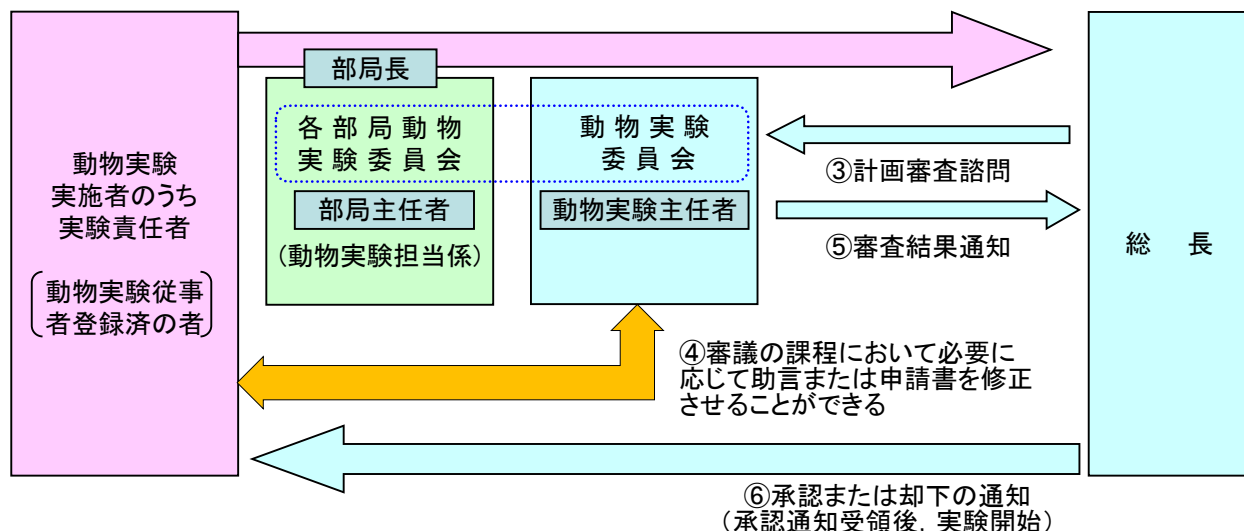 動物実験
実施者のうち
実験責任者
動物実験従事
者登録済の者
部局長
各部局動物
実験委員会
部局主任者
(動物実験担当係)
動物実験
委員会
動物実験主任者
③計画審査諮問
⑤審査結果通知
総 長
④審議の課程において必要に
応じて助言または申請書を修正
させることができる
⑥承認または却下の通知
(承認通知受領後，実験開始)